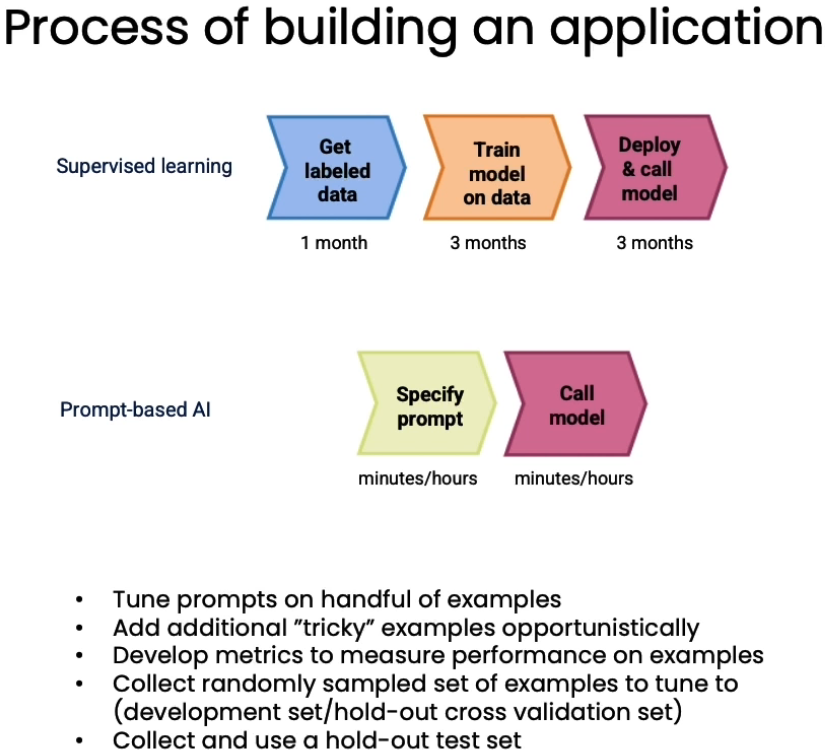 Process of building an application
Supervised learning
Get
labeled
data
Train
model
on data
Deploy
& call
model
1 month
3 months
3 months
Prompt-based AI
Specify
prompt
Call
model
minutes/hours
minutes/hours
• Tune prompts on handful of examples
• Add additional ”tricky” examples opportunistically
• Develop metrics to measure performance on examples
• Collect randomly sampled set of examples to tune to
(development set/hold-out cross validation set)
• Collect and use a hold-out test set